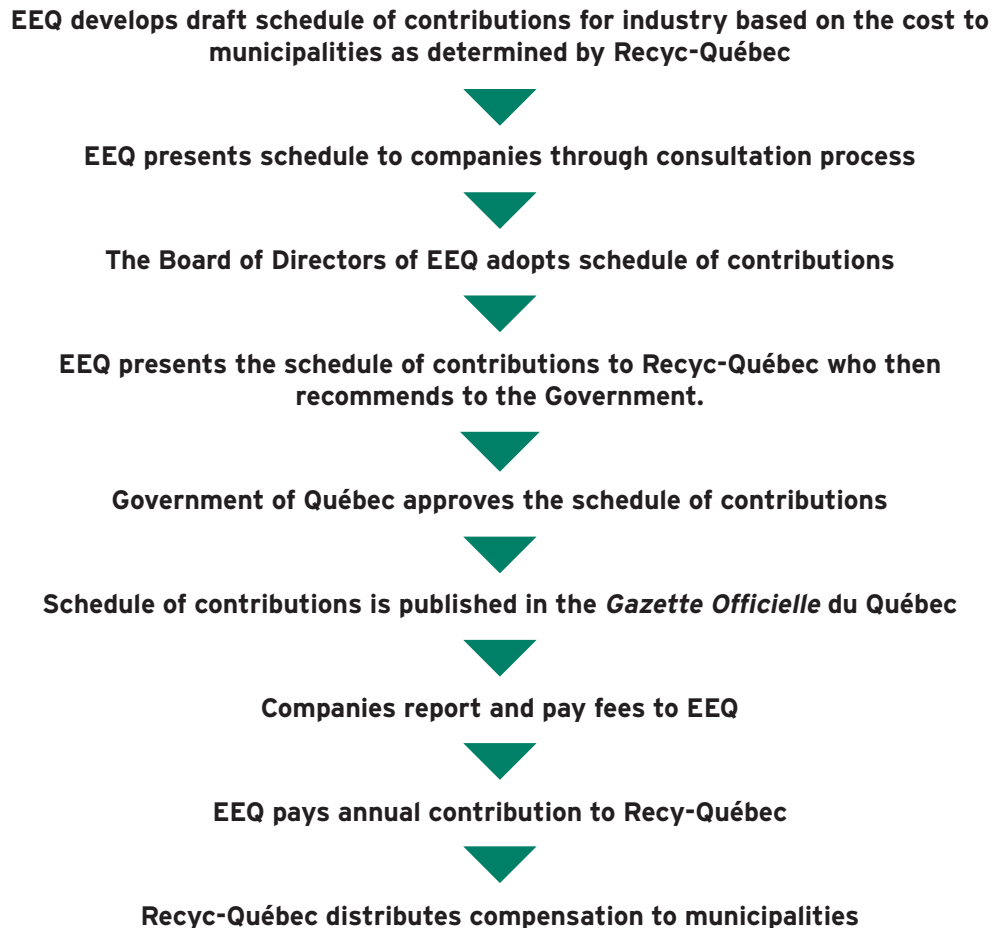 EEQ develops draft schedule of contributions for industry based on the cost to
municipalities as determined by Recyc-Québec
EEQ presents schedule to companies through consultation process
The Board of Directors of EEQ adopts schedule of contributions
EEQ presents the schedule of contributions to Recyc-Québec who then
recommends to the Government.
Government of Québec approves the schedule of contributions
Schedule of contributions is published in the Gazette Officielle du Québec
Companies report and pay fees to EEQ
EEQ pays annual contribution to Recy-Québec
Recyc-Québec distributes compensation to municipalities